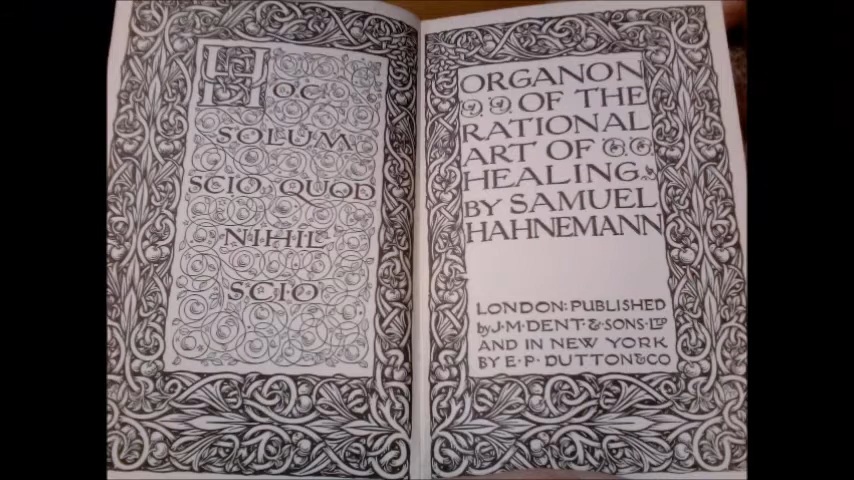 HOC
SOLUM
SCIO QUOD
NIHIL
SCIO
ORGANON
OF THE
RATIONAL
ART OF
HEALING
BY SAMUEL
HAHNEMANN
LONDON: PUBLISHED
by J. M. DENT & SONS LTD
AND IN NEW YORK
BY E. P. DUTTON & CO